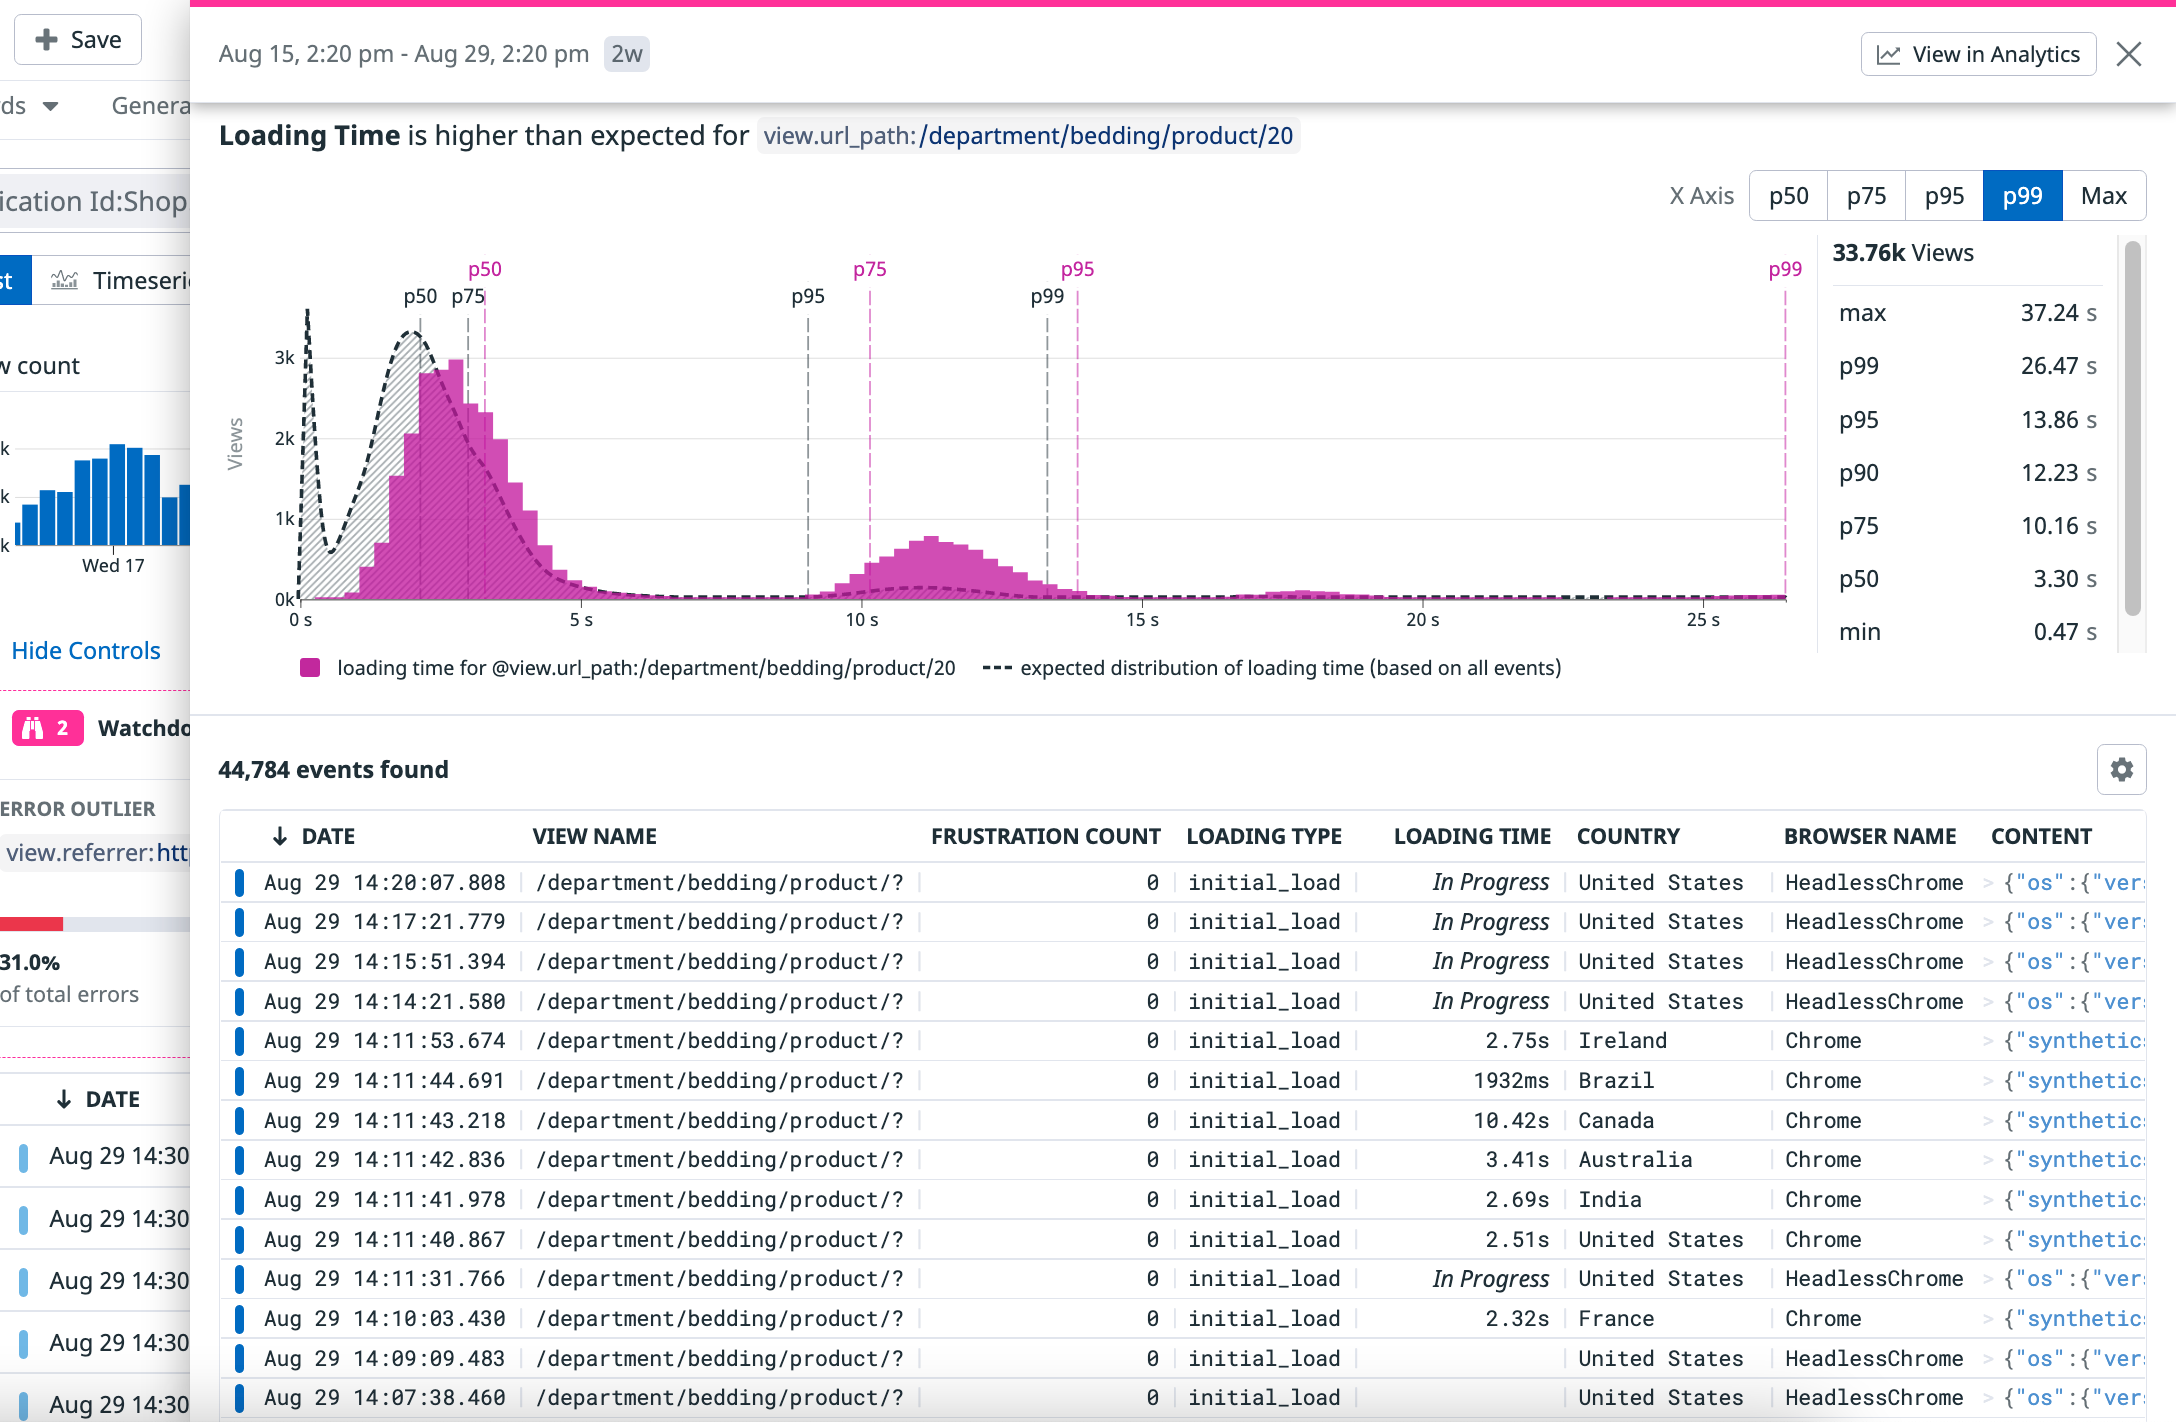 Save
ds
Genera
ication Id:Shop
st
Timeseri
w count
k
k
k
Wed 17
Hide Controls
2
Watchdo
ERROR OUTLIER
view.referrer:htt
31.0%
of total errors
DATE
Aug 29 14:30
Aug 29 14:30
Aug 29 14:30
Aug 29 14:30
Aug 29 14:30
Aug 15, 2:20 pm - Aug 29, 2:20 pm 2w
View in Analytics
Loading Time is higher than expected for view.url_path:/department/bedding/product/20
X Axis p50 p75 p95 p99 Max
p50 p75 p95 p99
p50 p75 p95 p99
3k
2k
1k
0k
Views
0 s 5 s 10 s 15 s 20 s 25 s
loading time for @view.url_path:/department/bedding/product/20 expected distribution of loading time (based on all events)
33.76k Views
max 37.24 s
p99 26.47 s
p95 13.86 s
p90 12.23 s
p75 10.16 s
p50 3.30 s
min 0.47 s
44,784 events found
DATE VIEW NAME FRUSTRATION COUNT LOADING TYPE LOADING TIME COUNTRY BROWSER NAME CONTENT
Aug 29 14:20:07.808 /department/bedding/product/? 0 initial_load In Progress United States HeadlessChrome > {"os":{"ver
Aug 29 14:17:21.779 /department/bedding/product/? 0 initial_load In Progress United States HeadlessChrome > {"os":{"ver
Aug 29 14:15:51.394 /department/bedding/product/? 0 initial_load In Progress United States HeadlessChrome > {"os":{"ver
Aug 29 14:14:21.580 /department/bedding/product/? 0 initial_load In Progress United States HeadlessChrome > {"os":{"ver
Aug 29 14:11:53.674 /department/bedding/product/? 0 initial_load 2.75s Ireland Chrome > {"synthetic
Aug 29 14:11:44.691 /department/bedding/product/? 0 initial_load 1932ms Brazil Chrome > {"synthetic
Aug 29 14:11:43.218 /department/bedding/product/? 0 initial_load 10.42s Canada Chrome > {"synthetic
Aug 29 14:11:42.836 /department/bedding/product/? 0 initial_load 3.41s Australia Chrome > {"synthetic
Aug 29 14:11:41.978 /department/bedding/product/? 0 initial_load 2.69s India Chrome > {"synthetic
Aug 29 14:11:40.867 /department/bedding/product/? 0 initial_load 2.51s United States Chrome > {"synthetic
Aug 29 14:11:31.766 /department/bedding/product/? 0 initial_load In Progress United States HeadlessChrome > {"os":{"ver
Aug 29 14:10:03.430 /department/bedding/product/? 0 initial_load 2.32s France Chrome > {"synthetic
Aug 29 14:09:09.483 /department/bedding/product/? 0 initial_load United States HeadlessChrome > {"os":{"ver
Aug 29 14:07:38.460 /department/bedding/product/? 0 initial_load United States HeadlessChrome > {"os":{"ver